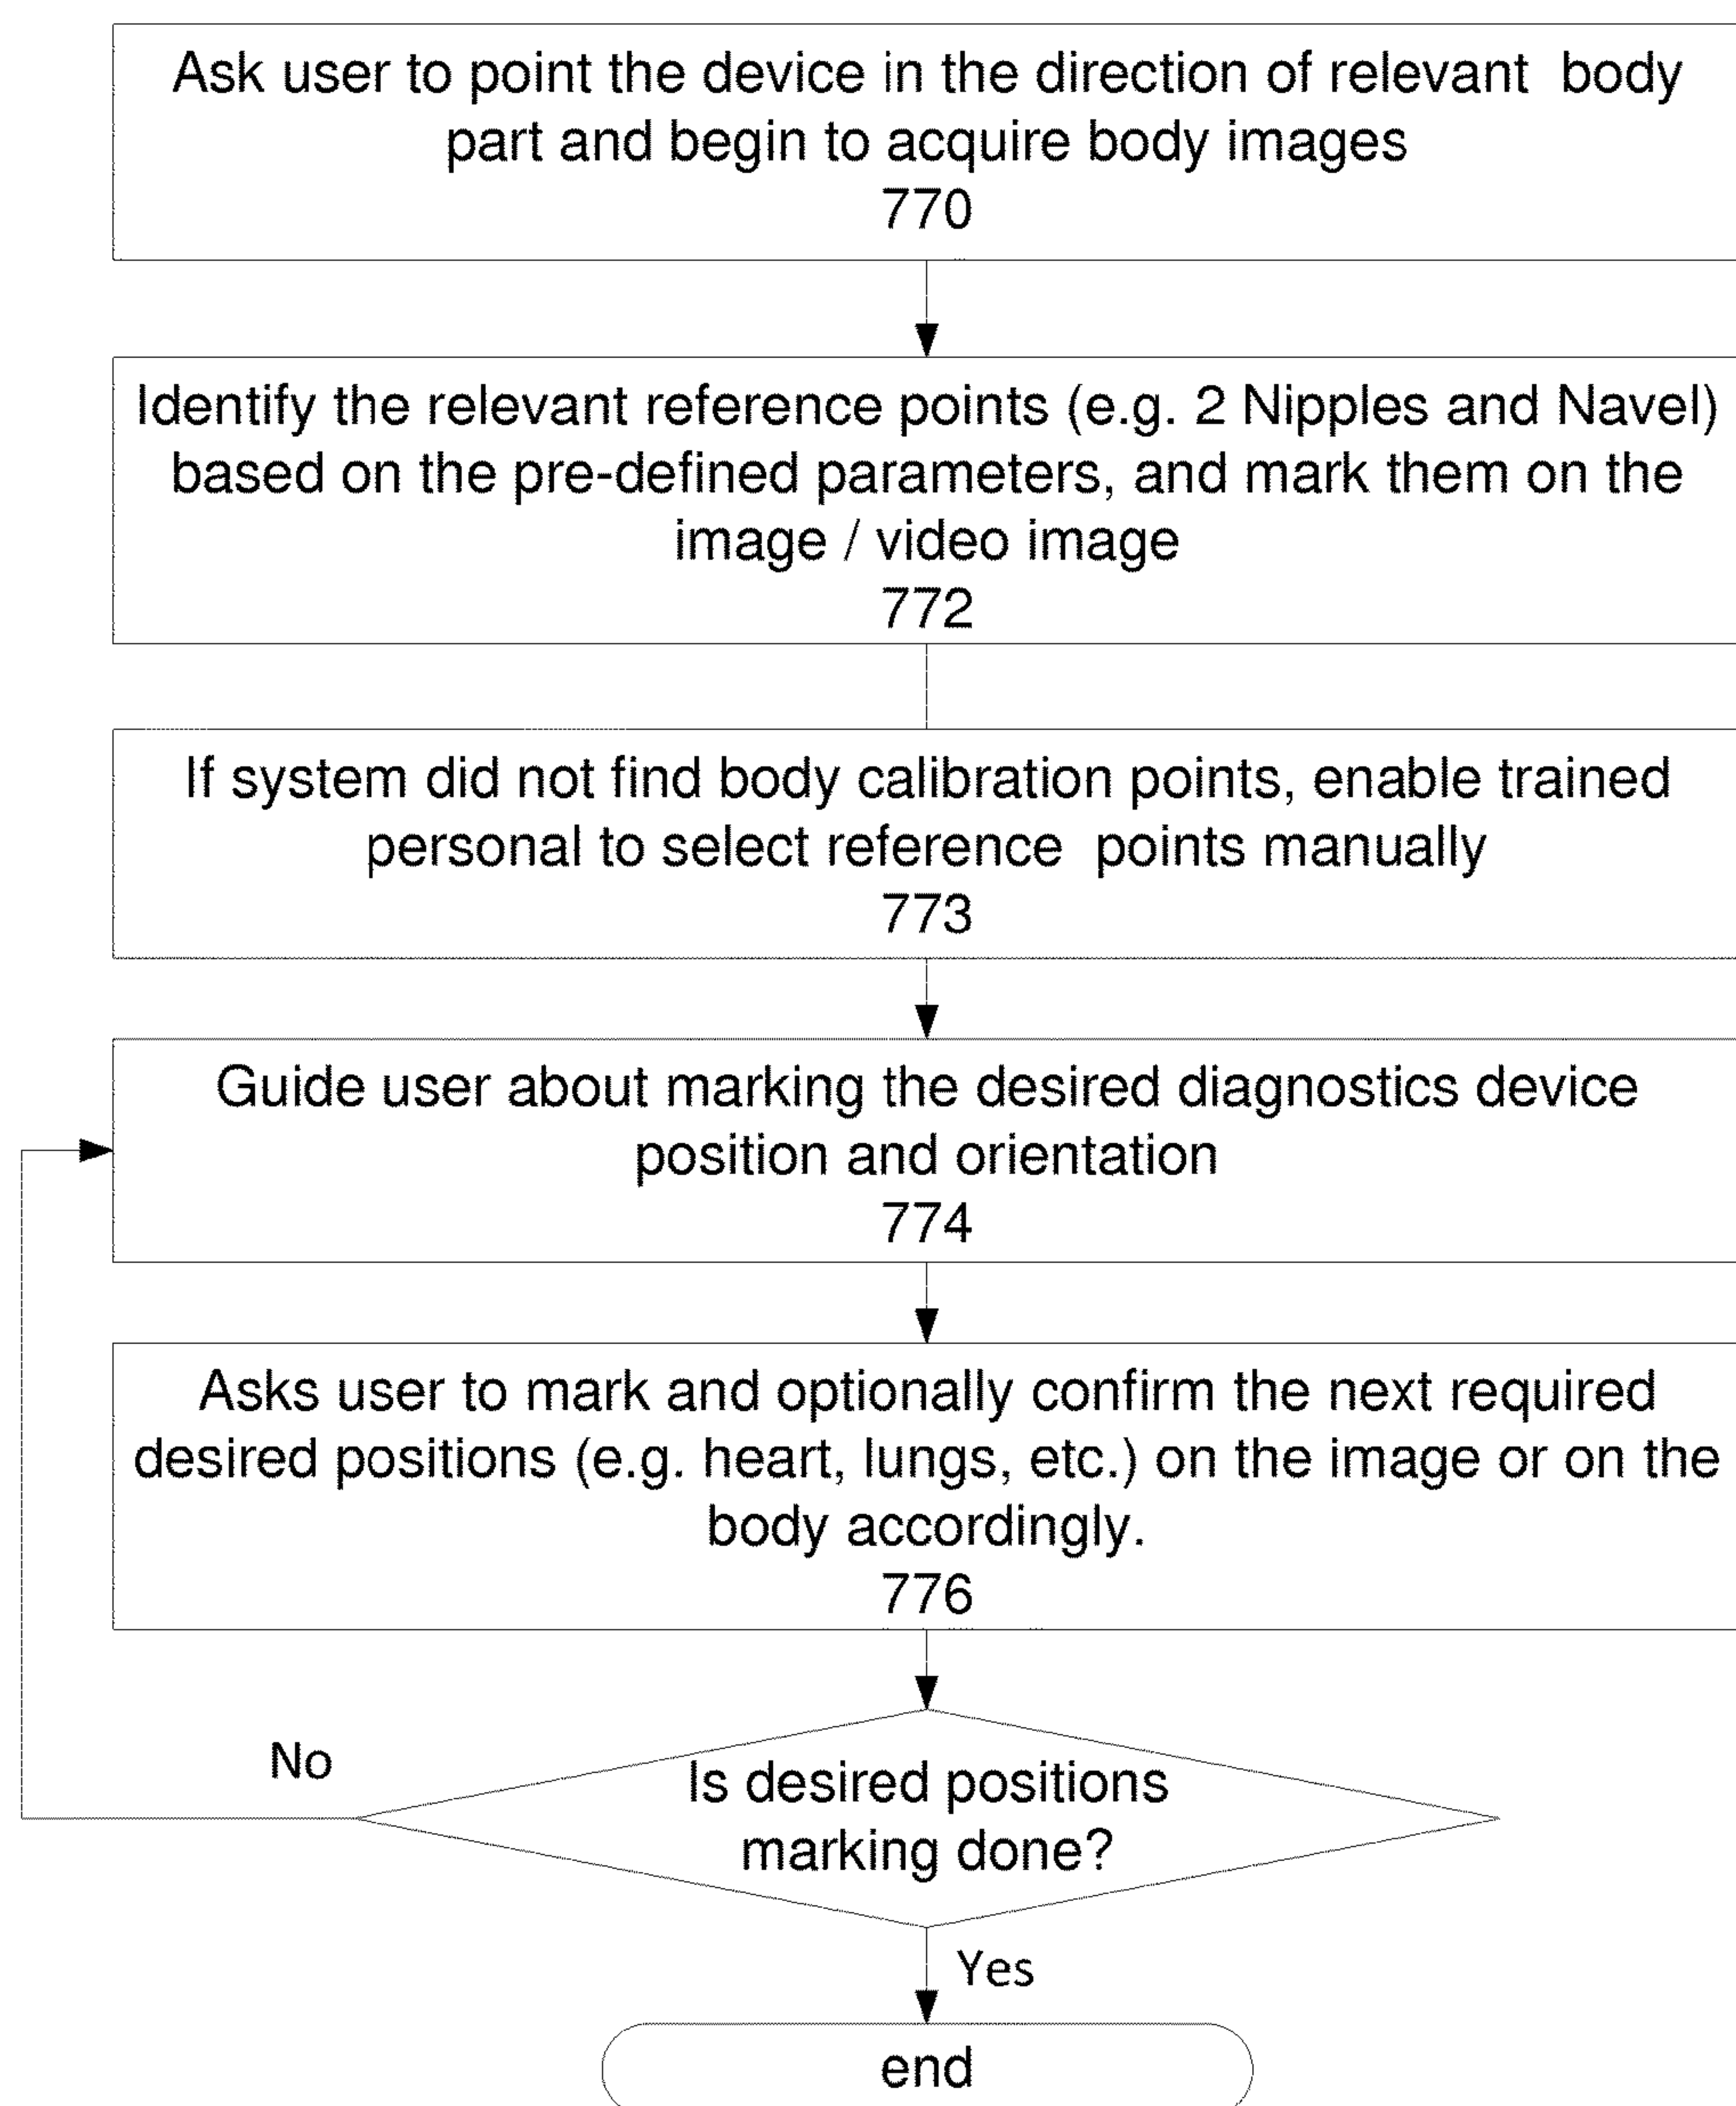 Ask user to point the device in the direction of relevant  body
part and begin to acquire body images
770
Identify the relevant reference points (e.g. 2 Nipples and Navel)
based on the pre-defined parameters, and mark them on the
image / video image
772
If system did not find body calibration points, enable trained
personal to select reference  points manually
773
Guide user about marking the desired diagnostics device
position and orientation
774
Asks user to mark and optionally confirm the next required
desired positions (e.g. heart, lungs, etc.) on the image or on the
body accordingly.
776
No
Is desired positions
marking done?
Yes
end